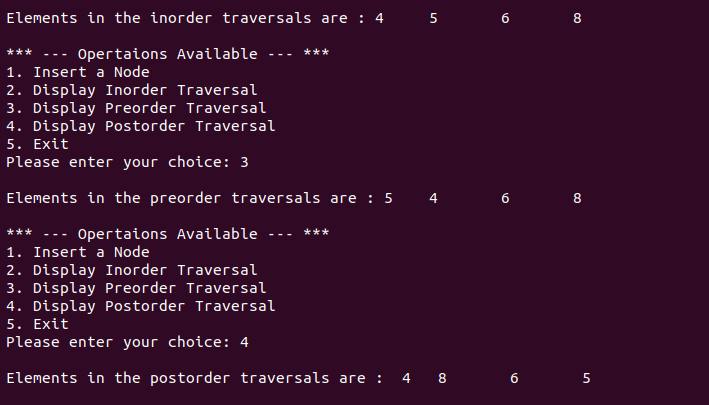 Elements in the inorder traversals are : 4     5       6       8
*** --- Opertaions Available --- ***
1. Insert a Node
2. Display Inorder Traversal
3. Display Preorder Traversal
4. Display Postorder Traversal
5. Exit
Please enter your choice: 3
Elements in the preorder traversals are : 5    4       6       8
*** --- Opertaions Available --- ***
1. Insert a Node
2. Display Inorder Traversal
3. Display Preorder Traversal
4. Display Postorder Traversal
5. Exit
Please enter your choice: 4
Elements in the postorder traversals are :  4   8       6       5